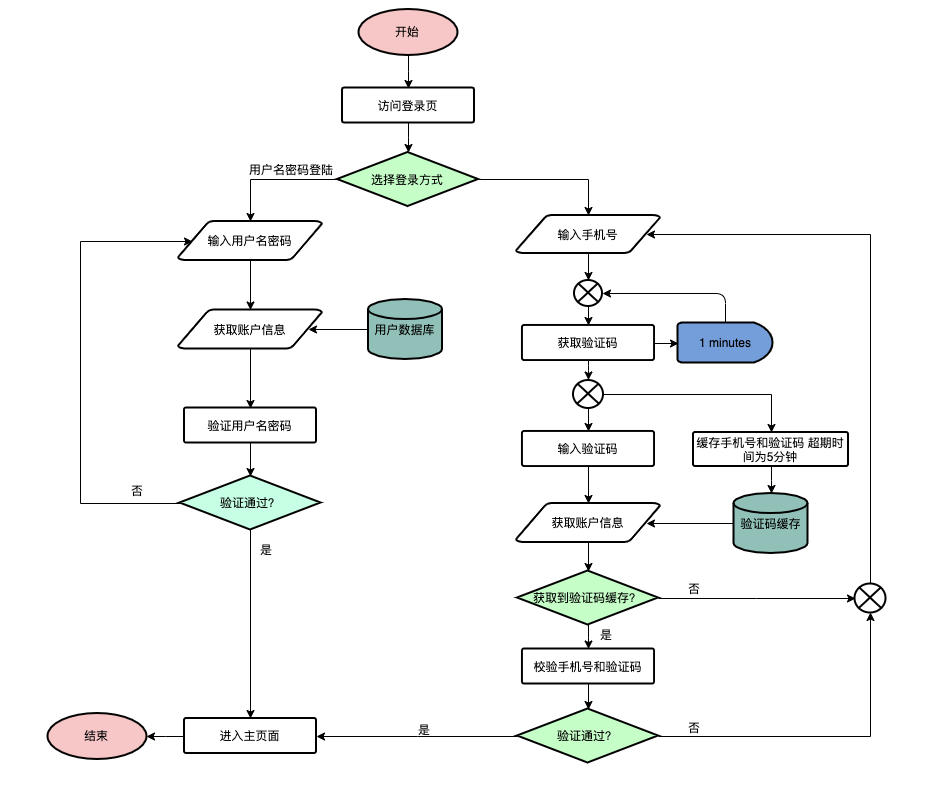 开始
访问登录页
用户名密码登陆
选择登录方式
输入用户名密码
输入手机号
获取账户信息
用户数据库
获取验证码
1 minutes
验证用户名密码
输入验证码
缓存手机号和验证码 超期时
间为5分钟
否
验证通过?
获取账户信息
验证码缓存
是
获取到验证码缓存?
否
是
校验手机号和验证码
结束
进入主页面
是
验证通过?
否